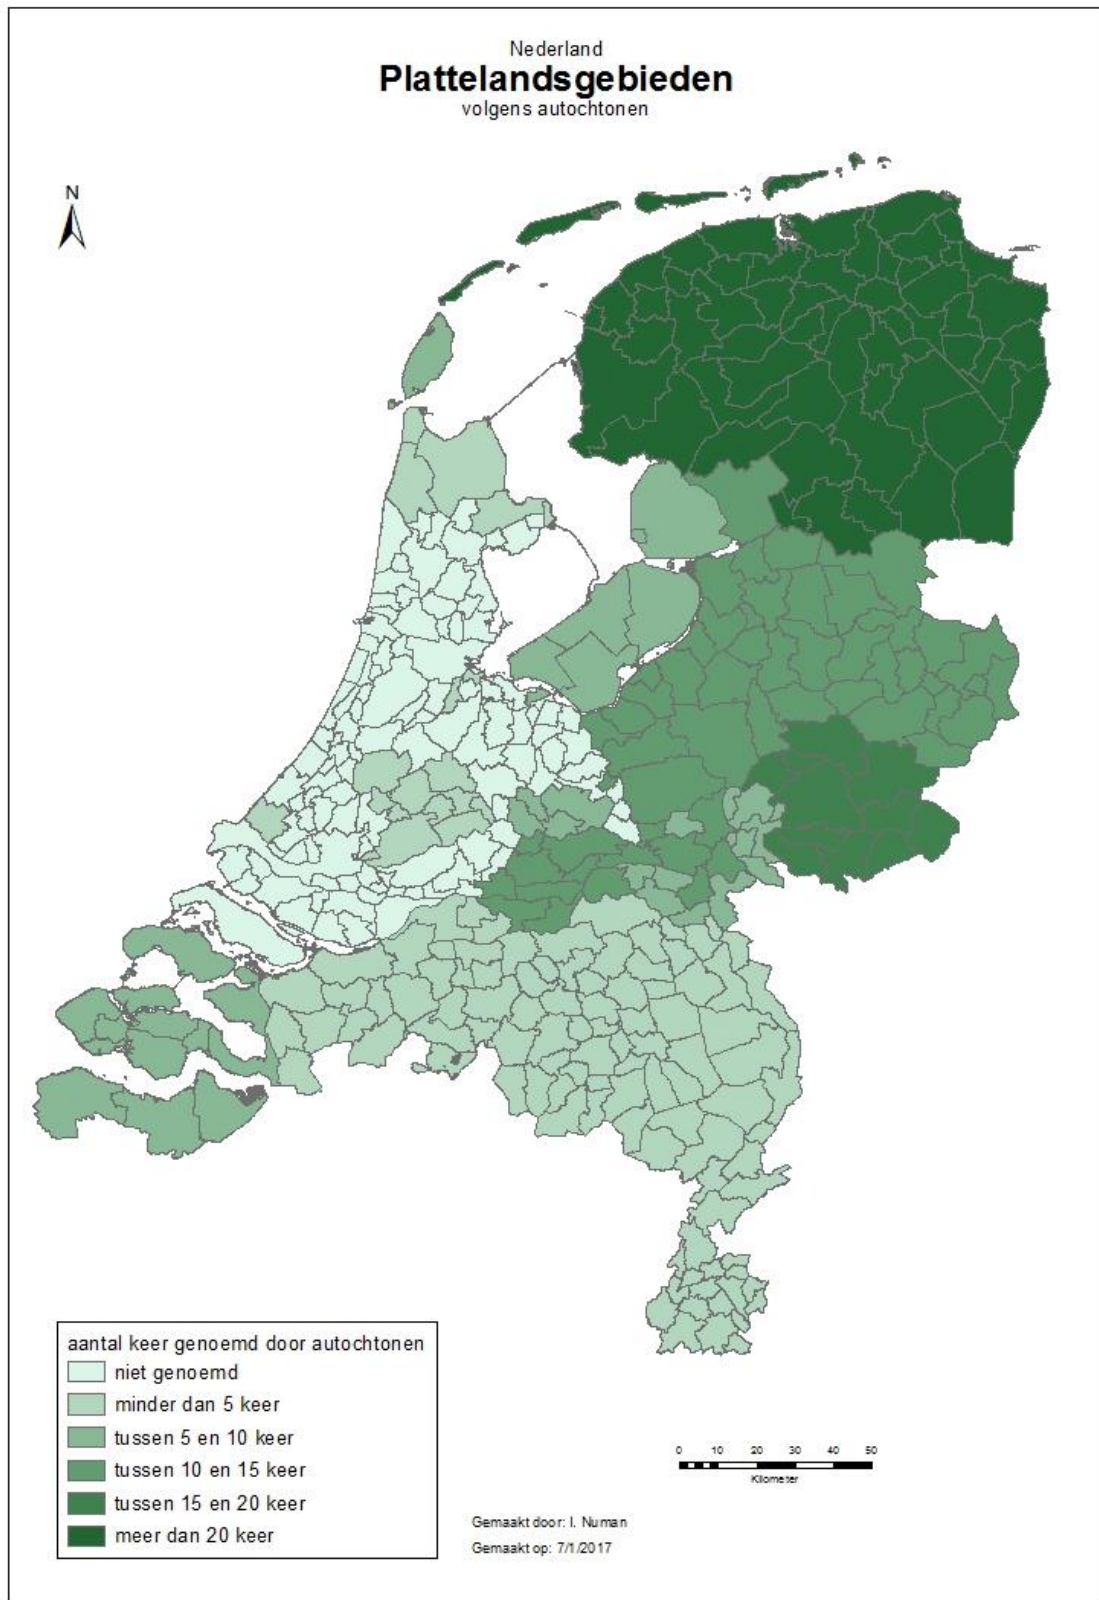 Nederland
Plattelandsgebieden
volgens autochtonen
N
aantal keer genoemd door autochtonen
niet genoemd
minder dan 5 keer
tussen 5 en 10 keer
tussen 10 en 15 keer
tussen 15 en 20 keer
meer dan 20 keer
0 10 20 30 40 50
Kilometer
Gemaakt door: I. Numan
Gemaakt op: 7/1/2017